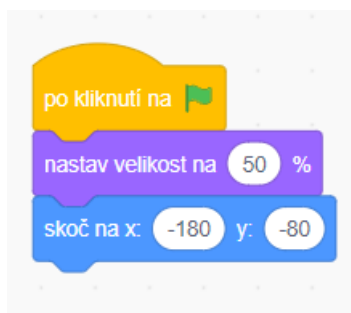 po kliknutí na
nastav velikost na 50 %
skoč na x: -180 y: -80